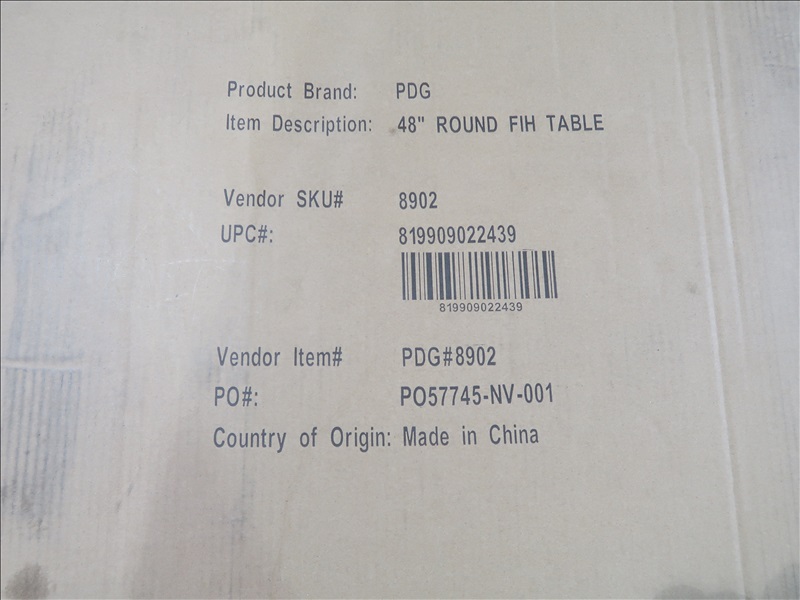 Product Brand: PDG
Item Description: 48" ROUND FIH TABLE
Vendor SKU# 8902
UPC#: 819909022439
819909022439
Vendor Item# PDG#8902
PO#: PO57745-NV-001
Country of Origin: Made in China